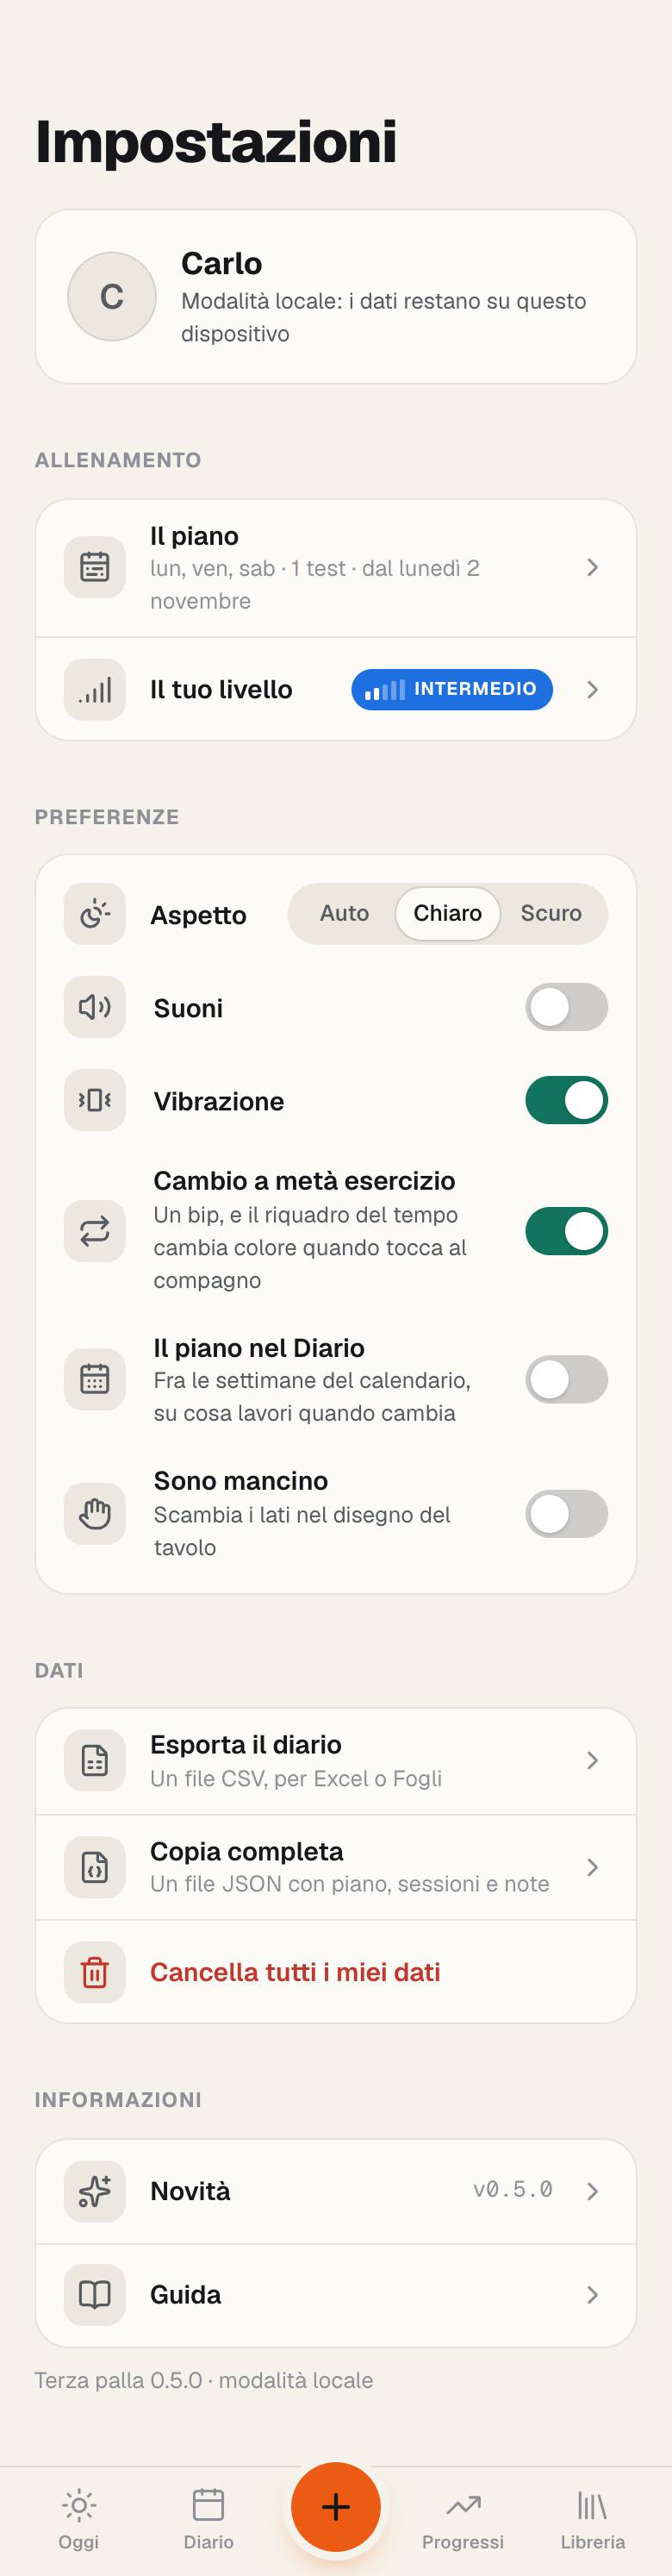 Impostazioni
C
Carlo
Modalità locale: i dati restano su questo
dispositivo
ALLENAMENTO
Il piano
lun, ven, sab · 1 test · dal lunedì 2
novembre
Il tuo livello
INTERMEDIO
PREFERENZE
Aspetto
Auto
Chiaro
Scuro
Suoni
Vibrazione
Cambio a metà esercizio
Un bip, e il riquadro del tempo
cambia colore quando tocca al
compagno
Il piano nel Diario
Fra le settimane del calendario,
su cosa lavori quando cambia
Sono mancino
Scambia i lati nel disegno del
tavolo
DATI
Esporta il diario
Un file CSV, per Excel o Fogli
Copia completa
Un file JSON con piano, sessioni e note
Cancella tutti i miei dati
INFORMAZIONI
Novità
v0.5.0
Guida
Terza palla 0.5.0 · modalità locale
Oggi
Diario
Progressi
Libreria